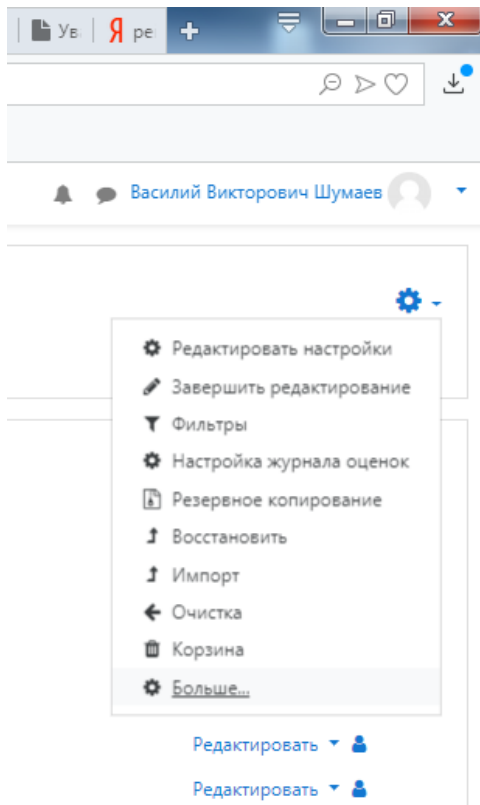 Ув
Я ре
Василий Викторович Шумаев
Редактировать настройки
Завершить редактирование
Фильтры
Настройка журнала оценок
Резервное копирование
Восстановить
Импорт
Очистка
Корзина
Больше...
Редактировать
Редактировать